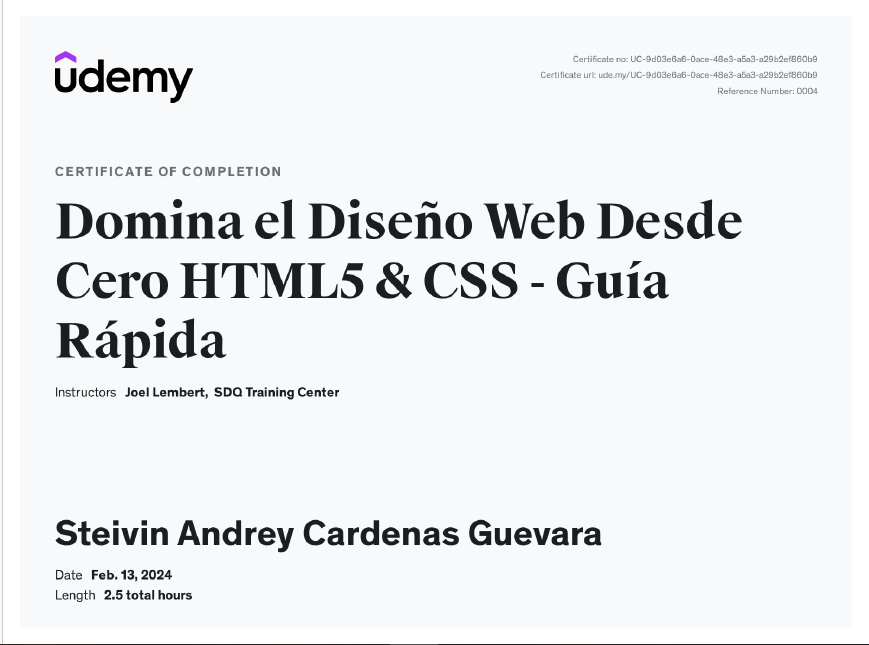 udemy
Certificate no: UC-9d03e6a6-0ace-48e3-a5a3-a29b2ef860b9
Certificate url: ude.my/UC-9d03e6a6-0ace-48e3-a5a3-a29b2ef860b9
Reference Number: 0004
CERTIFICATE OF COMPLETION
Domina el Diseño Web Desde
Cero HTML5 & CSS - Guía
Rápida
Instructors Joel Lembert, SDQ Training Center
Steivin Andrey Cardenas Guevara
Date Feb. 13, 2024
Length 2.5 total hours